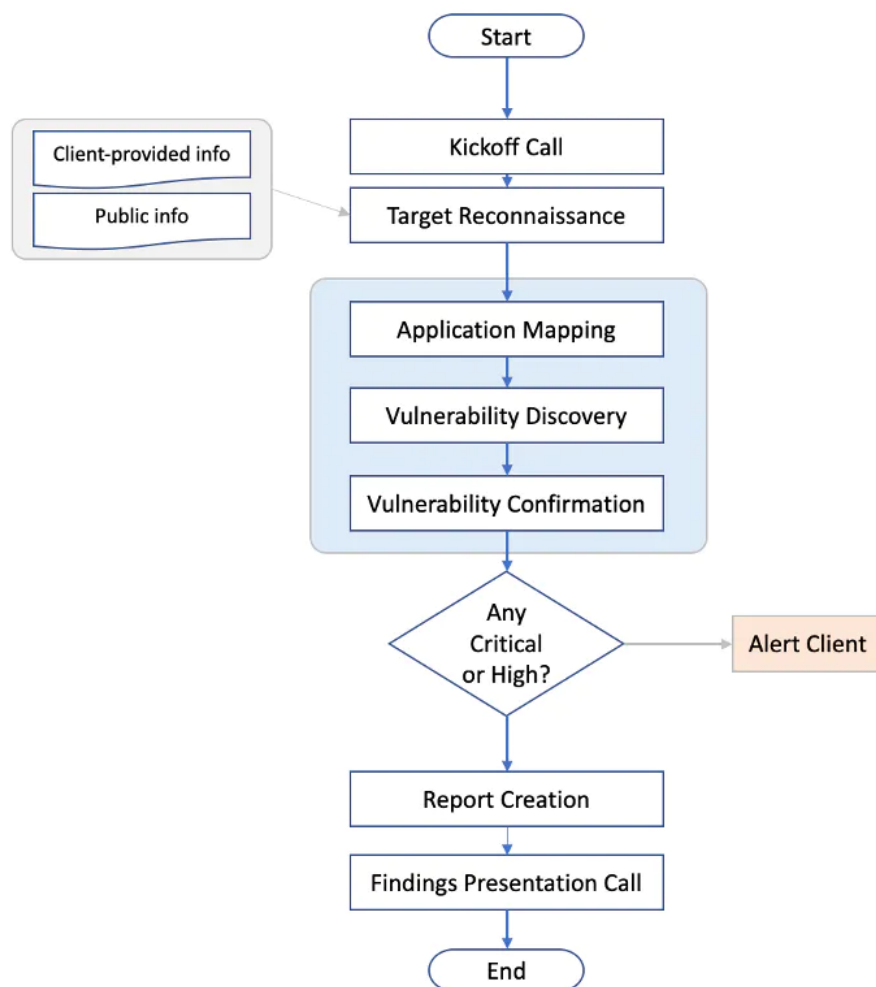 Start
Client-provided info
Public info
Kickoff Call
Target Reconnaissance
Application Mapping
Vulnerability Discovery
Vulnerability Confirmation
Any
Critical
or High?
Alert Client
Report Creation
Findings Presentation Call
End